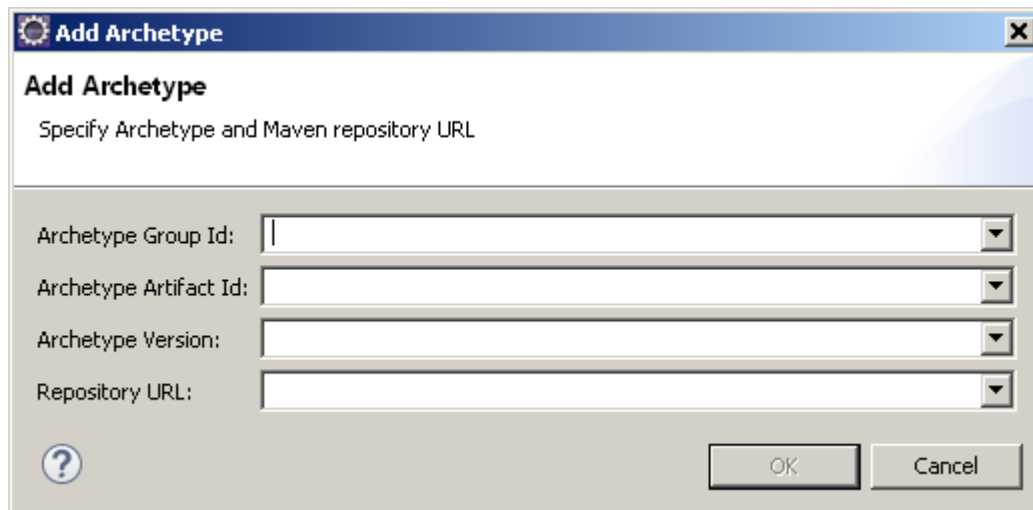 Add Archetype
Add Archetype
Specify Archetype and Maven repository URL
Archetype Group Id:
Archetype Artifact Id:
Archetype Version:
Repository URL:
? OK Cancel